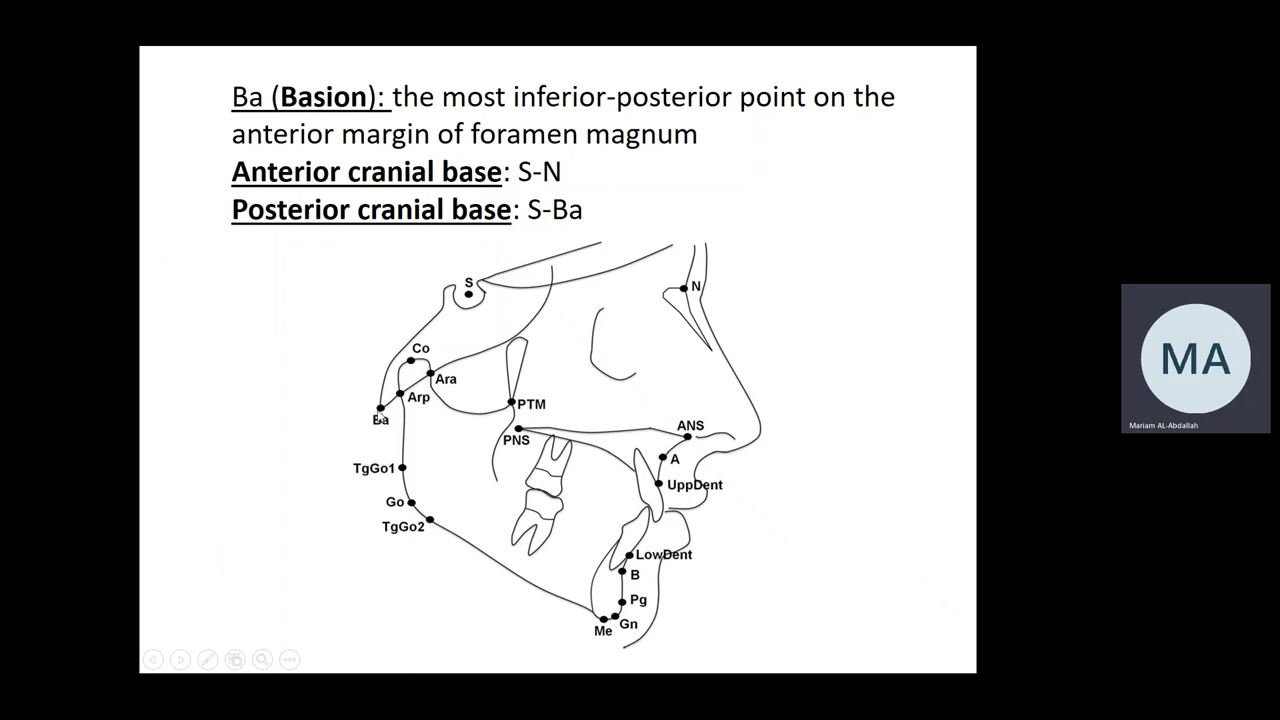 Ba (Basion): the most inferior-posterior point on the
anterior margin of foramen magnum
Anterior cranial base: S-N
Posterior cranial base: S-Ba
S
N
Co
Ara
Arp
Ba
PTM
PNS
ANS
A
UppDent
TgGo1
Go
TgGo2
LowDent
B
Pg
Gn
Me
MA
Mariam AL-Abdallah